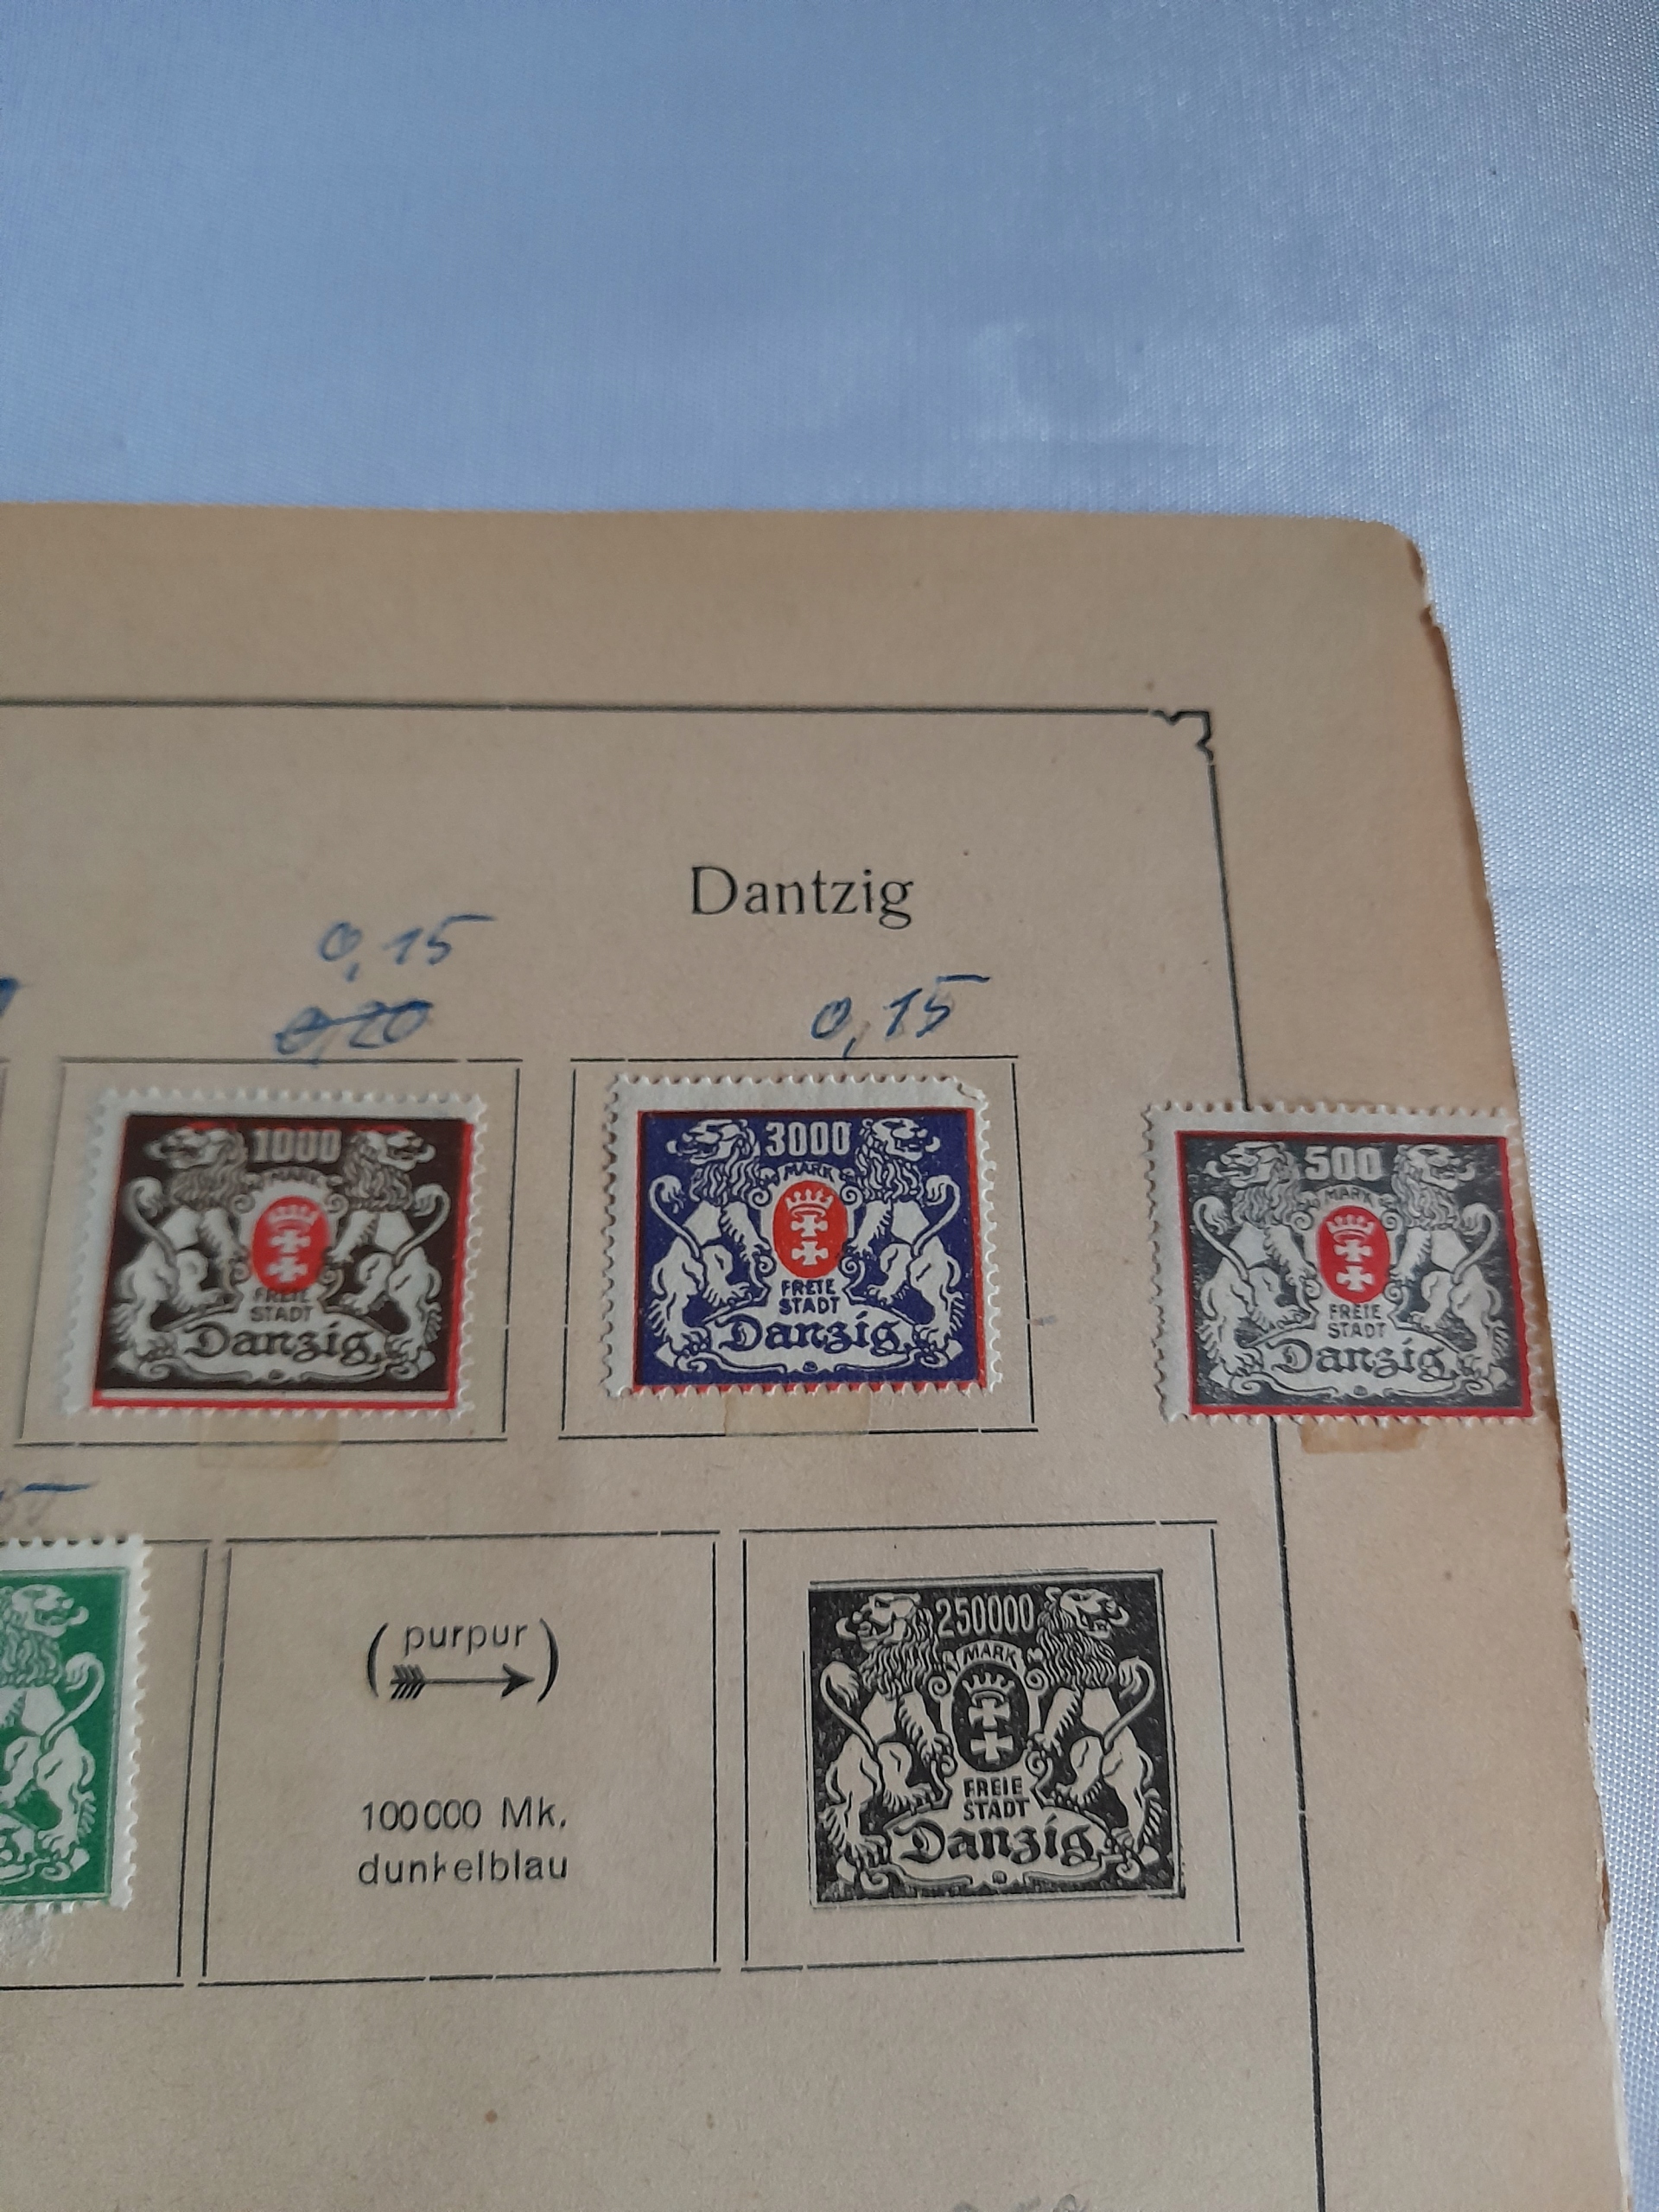 Dantzig
0,15
0,20
0,15
1000
MARK
FREIE
STADT
Danzig
3000
MARK
FREIE
STADT
Danzig
500
MARK
FREIE
STADT
Danzig
(purpur)
100000 Mk.
dunkelblau
250000
MARK
FREIE
STADT
Danzig